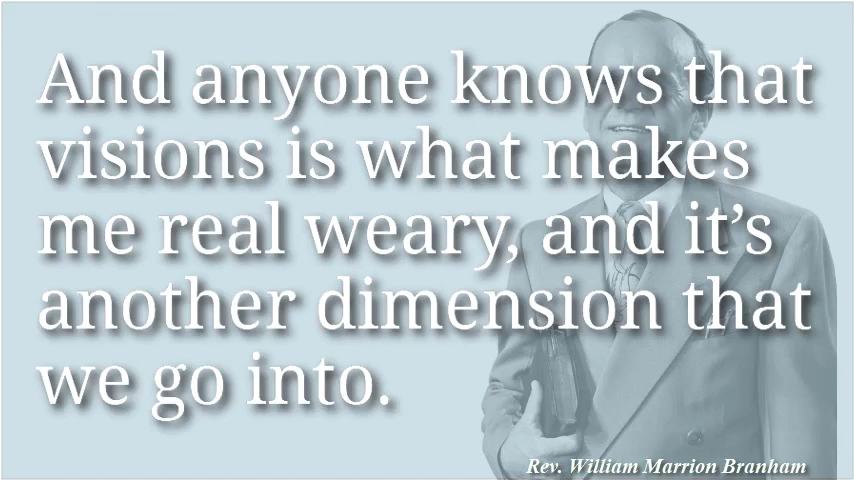 And anyone knows that
visions is what makes
me real weary, and it’s
another dimension that
we go into.
Rev. William Marrion Branham